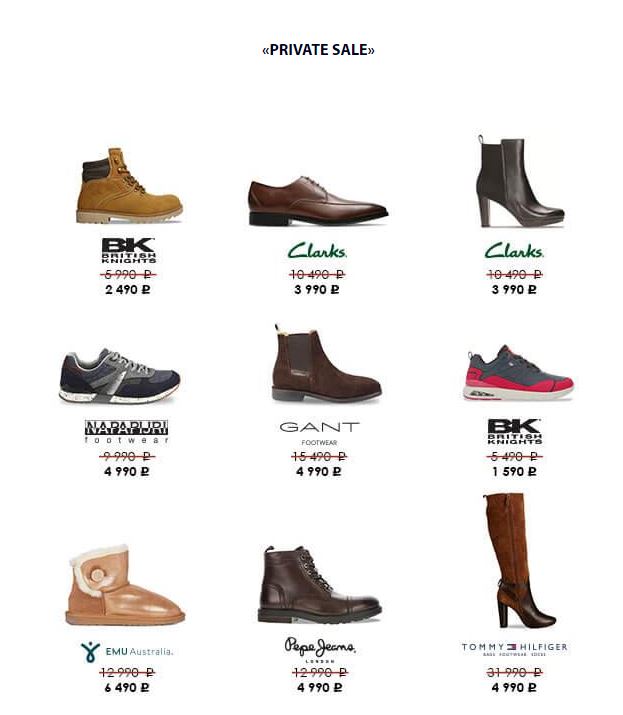 «PRIVATE SALE»
BK
BRITISH
KNIGHTS
5 990 ₽
2 490 ₽
Clarks.
10 490 ₽
3 990 ₽
Clarks.
10 490 ₽
3 990 ₽
NAPAPIJRI
footwear
9 990 ₽
4 990 ₽
GANT
FOOTWEAR
15 490 ₽
4 990 ₽
BK
BRITISH
KNIGHTS
5 490 ₽
1 590 ₽
EMU Australia.
12 990 ₽
6 490 ₽
Pepe Jeans
LONDON
12 990 ₽
4 990 ₽
TOMMY HILFIGER
BAGS FOOTWEAR SOCKS
31 990 ₽
4 990 ₽